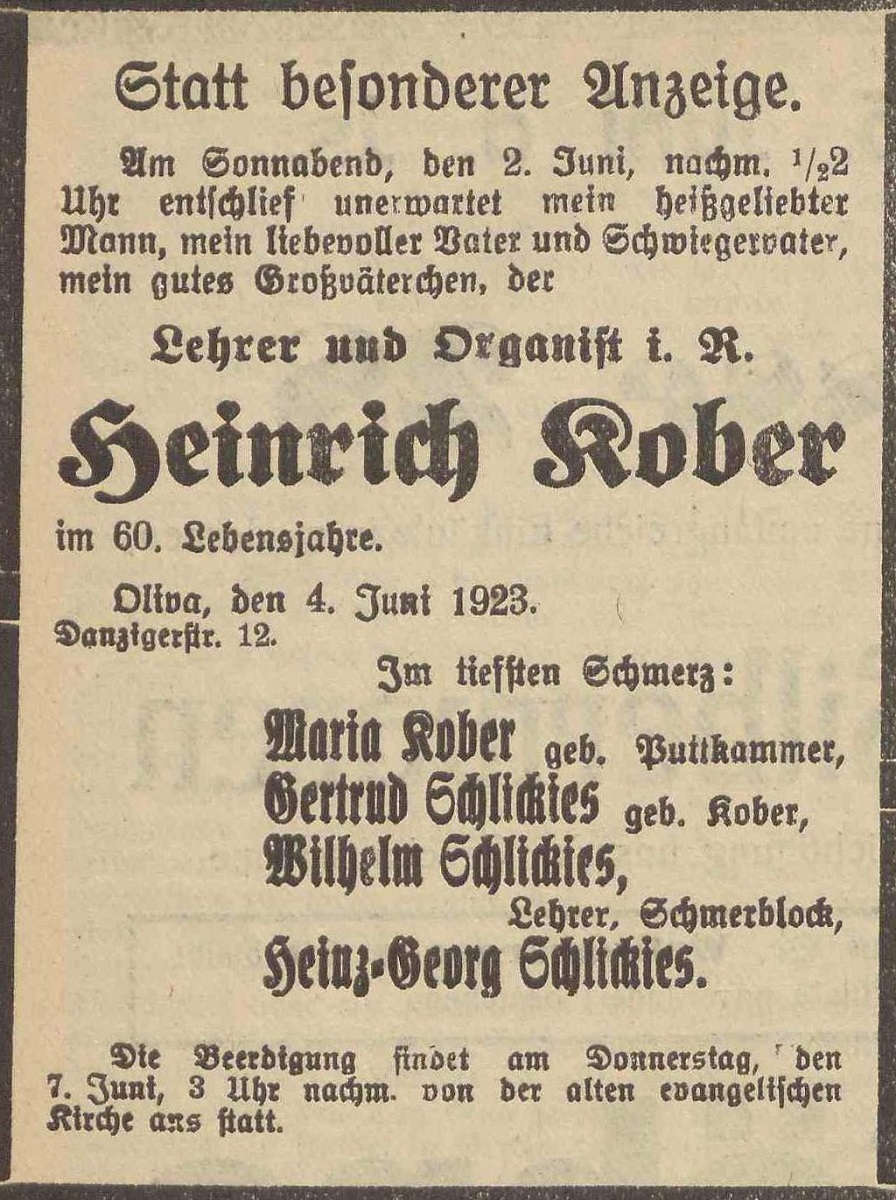 Statt besonderer Anzeige.
Am Sonnabend, den 2. Juni, nachm. ½2
Uhr entschlief unerwartet mein heißgeliebter
Mann, mein liebevoller Vater und Schwiegervater,
mein gutes Großväterchen, der
Lehrer und Organist i. R.
Heinrich Kober
im 60. Lebensjahre.
Oliva, den 4. Juni 1923.
Danzigerstr. 12.
Im tiefsten Schmerz:
Maria Kober geb. Puttkammer,
Gertrud Schlickies geb. Kober,
Wilhelm Schlickies,
Lehrer, Schmerblock,
Heinz-Georg Schlickies.
Die Beerdigung findet am Donnerstag, den
7. Juni, 3 Uhr nachm. von der alten evangelischen
Kirche aus statt.